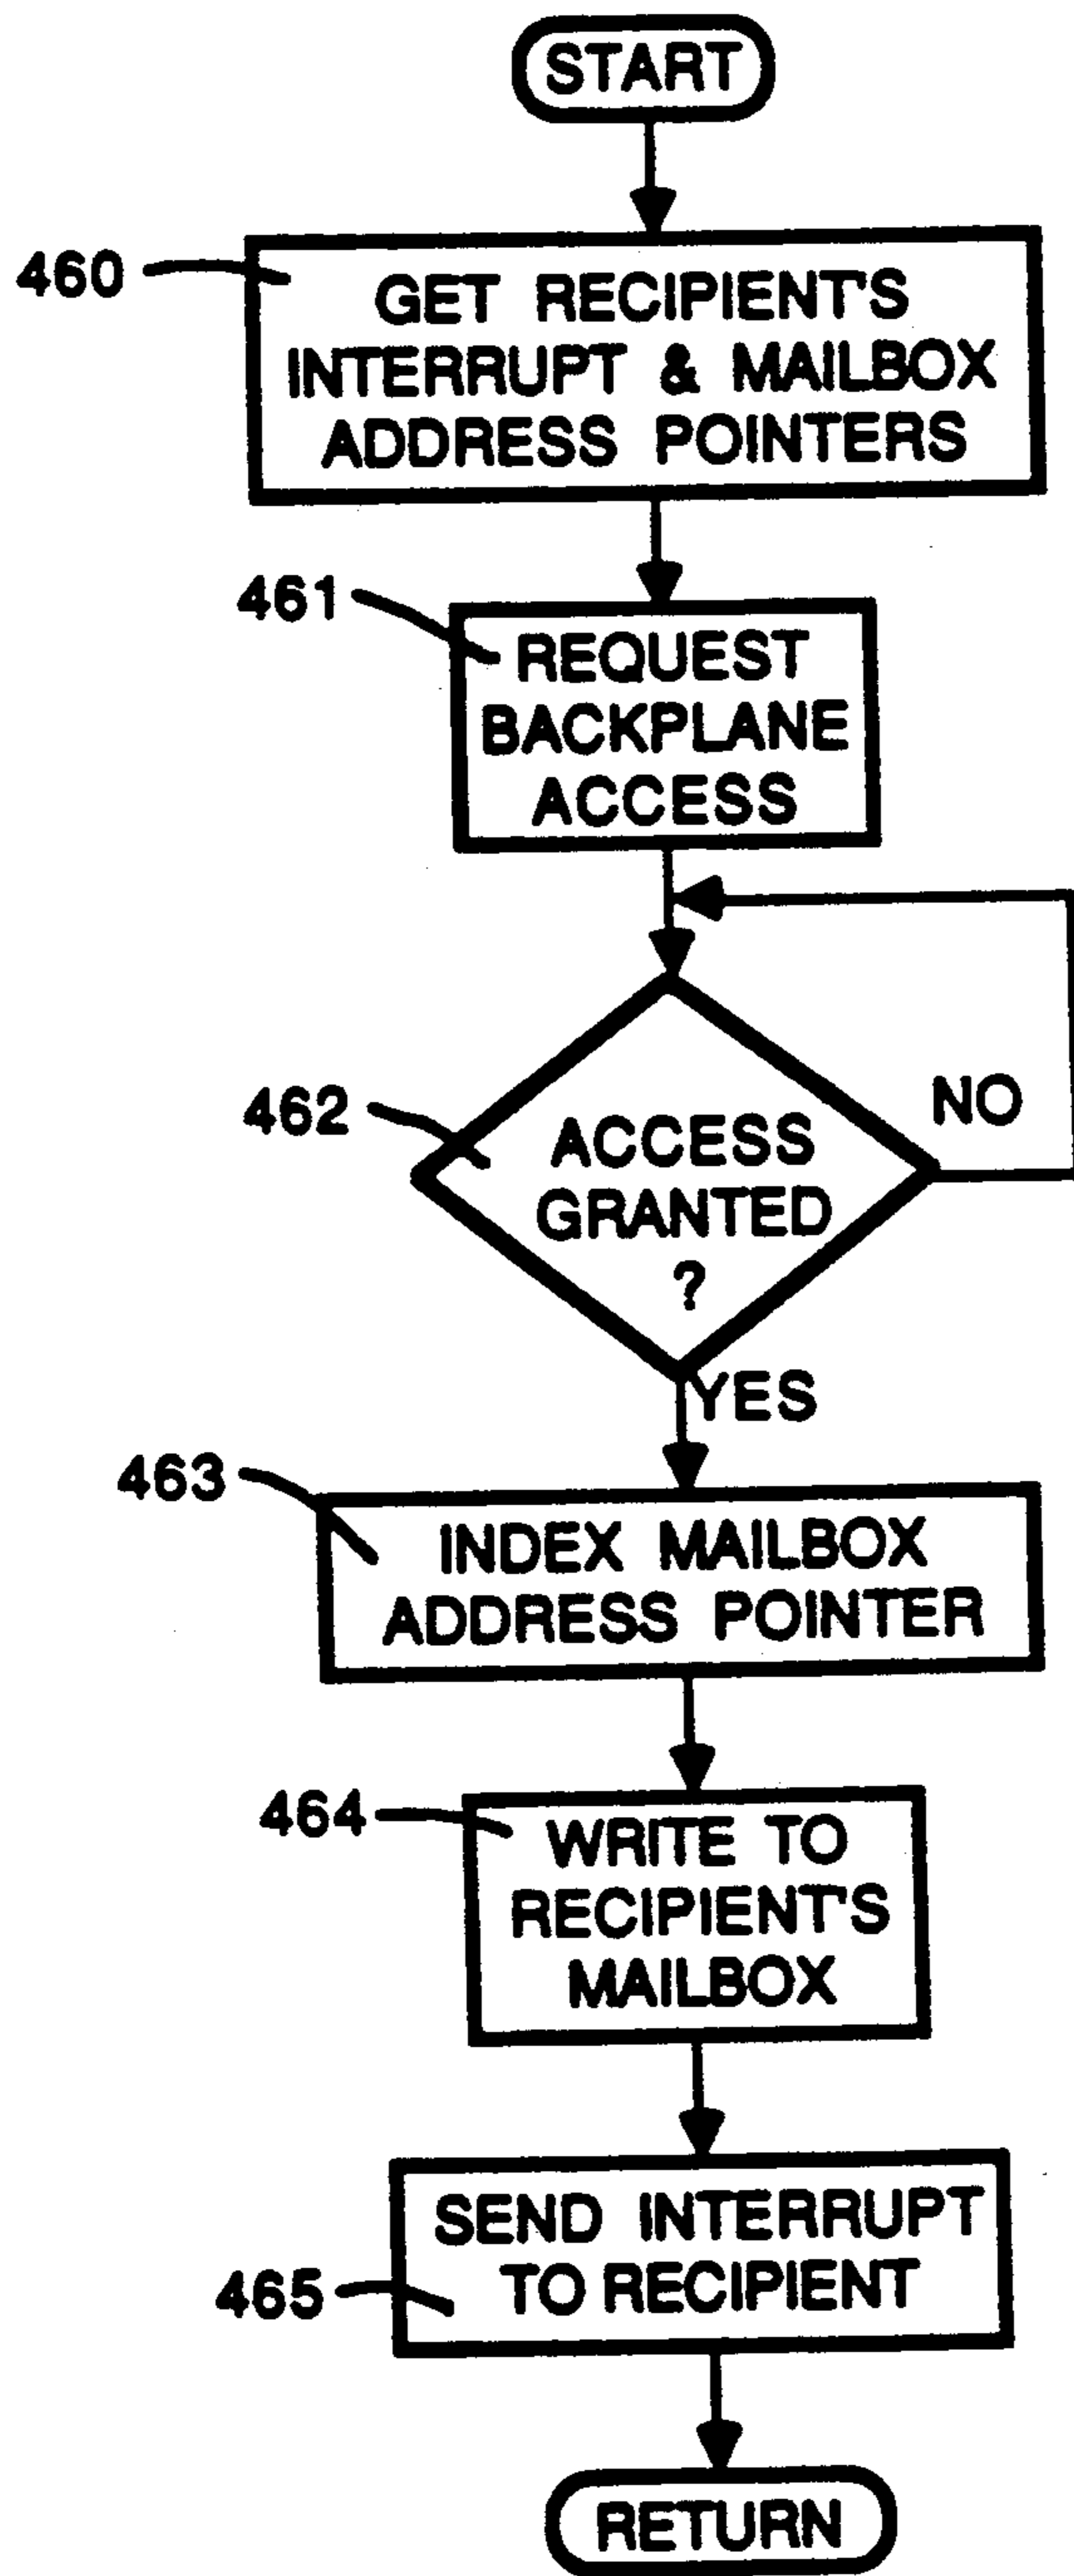 START
460
GET RECIPIENT'S
INTERRUPT & MAILBOX
ADDRESS POINTERS
461
REQUEST
BACKPLANE
ACCESS
462
ACCESS
GRANTED
?
NO
YES
463
INDEX MAILBOX
ADDRESS POINTER
464
WRITE TO
RECIPIENT'S
MAILBOX
SEND INTERRUPT
TO RECIPIENT
465
RETURN